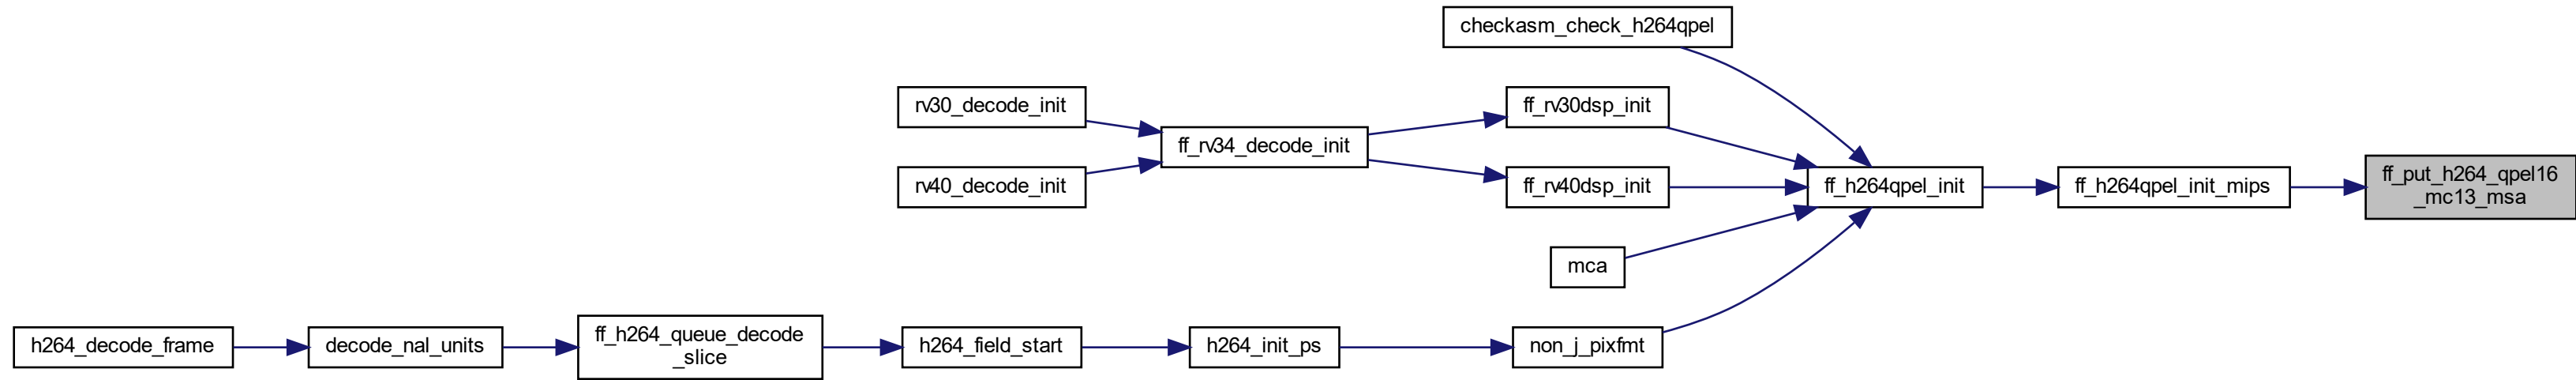 checkasm_check_h264qpel
rv30_decode_init
ff_rv30dsp_init
ff_rv34_decode_init
rv40_decode_init
ff_rv40dsp_init
ff_h264qpel_init
ff_h264qpel_init_mips
ff_put_h264_qpel16
_mc13_msa
mca
h264_decode_frame
decode_nal_units
ff_h264_queue_decode
_slice
h264_field_start
h264_init_ps
non_j_pixfmt